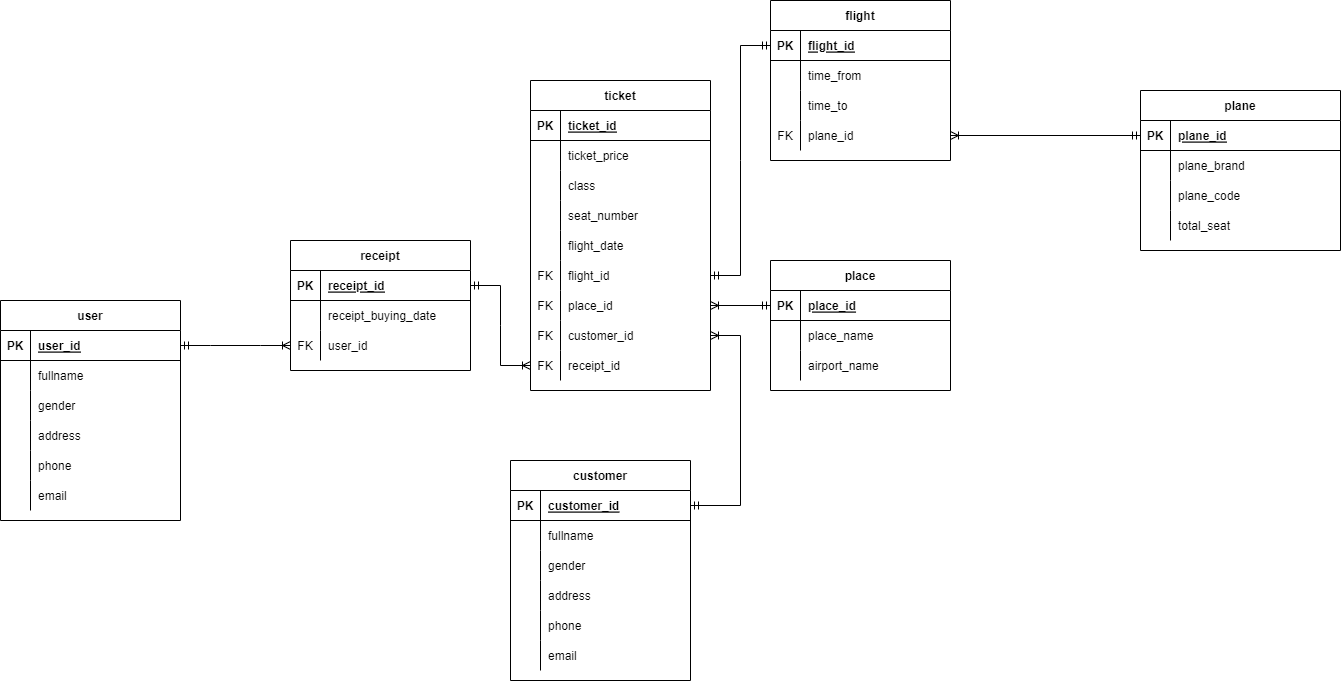 flight
PK flight_id
time_from
time_to
FK plane_id
plane
PK plane_id
plane_brand
plane_code
total_seat
ticket
PK ticket_id
ticket_price
class
seat_number
flight_date
FK flight_id
FK place_id
FK customer_id
FK receipt_id
receipt
PK receipt_id
receipt_buying_date
FK user_id
place
PK place_id
place_name
airport_name
user
PK user_id
fullname
gender
address
phone
email
customer
PK customer_id
fullname
gender
address
phone
email